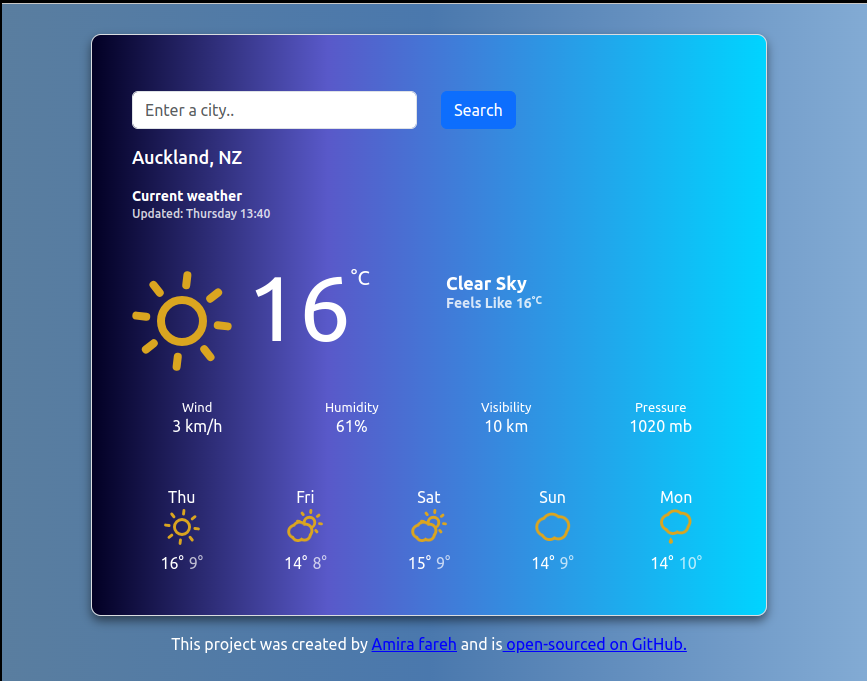 Enter a city..
Search
Auckland, NZ
Current weather
Updated: Thursday 13:40
16 °C
Clear Sky
Feels Like 16°C
Wind Humidity Visibility Pressure
3 km/h 61% 10 km 1020 mb
Thu Fri Sat Sun Mon
16° 9° 14° 8° 15° 9° 14° 9° 14° 10°
This project was created by Amira fareh and is open-sourced on GitHub.